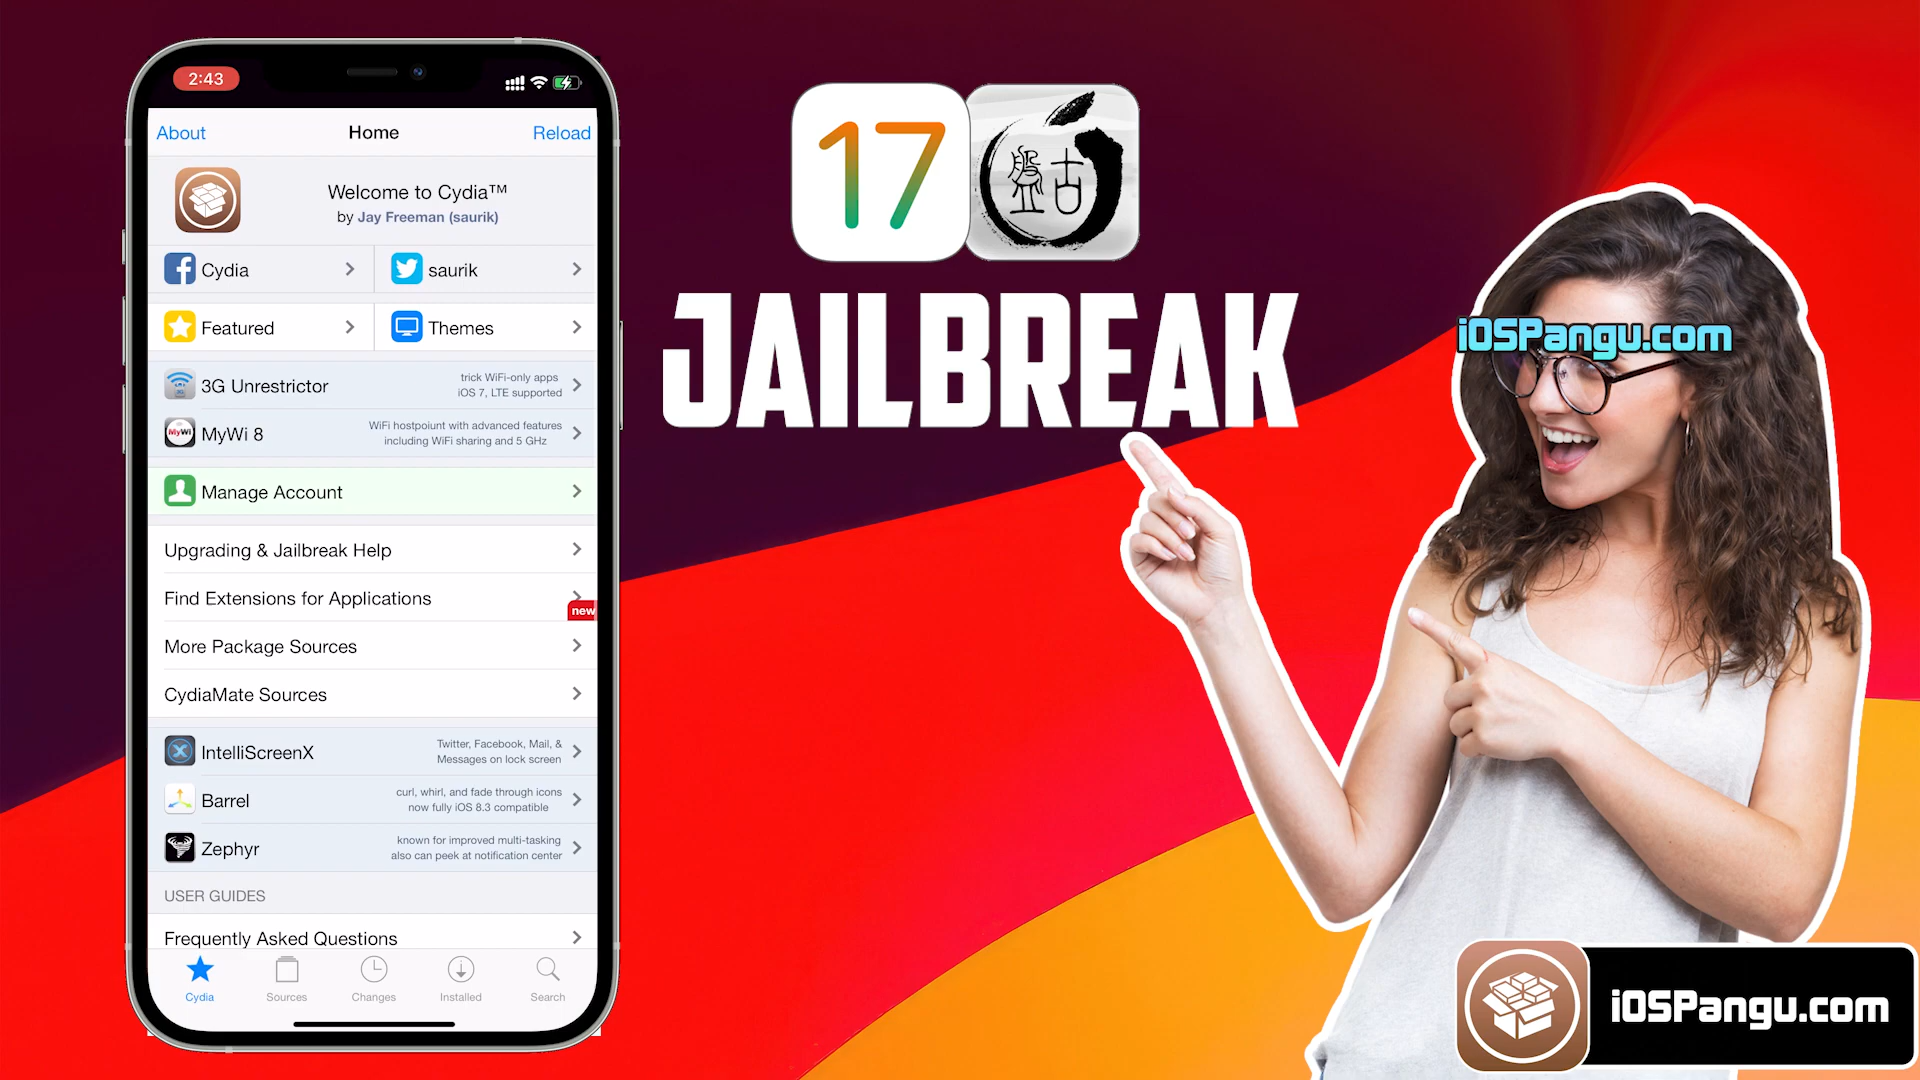 2:43
About Home Reload
Welcome to Cydia™
by Jay Freeman (saurik)
Cydia
saurik
Featured
Themes
3G Unrestrictor
trick WiFi-only apps
iOS 7, LTE supported
MyWi
MyWi 8
WiFi hostpoiunt with advanced features
including WiFi sharing and 5 GHz
Manage Account
Upgrading & Jailbreak Help
Find Extensions for Applications
new
More Package Sources
CydiaMate Sources
IntelliScreenX
Twitter, Facebook, Mail, &
Messages on lock screen
Barrel
curl, whirl, and fade through icons
now fully iOS 8.3 compatible
Zephyr
known for improved multi-tasking
also can peek at notification center
USER GUIDES
Frequently Asked Questions
Cydia Sources Changes Installed Search
17
盤古
JAILBREAK
iOSPangu.com
iOSPangu.com